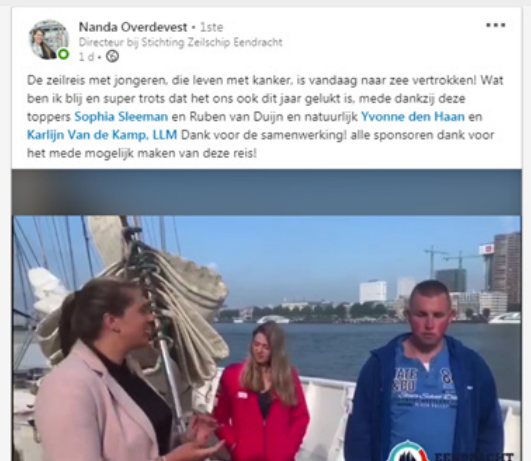 Nanda Overdevest • 1ste
Directeur bij Stichting Zeilschip Eendracht
1 d •
De zeilreis met jongeren, die leven met kanker, is vandaag naar zee vertrokken! Wat
ben ik blij en super trots dat het ons ook dit jaar gelukt is, mede dankzij deze
toppers Sophia Sleeman en Ruben van Duijn en natuurlijk Yvonne den Haan en
Karlijn Van de Kamp, LLM Dank voor de samenwerking! alle sponsoren dank voor
het mede mogelijk maken van deze reis!
EENDRACHT